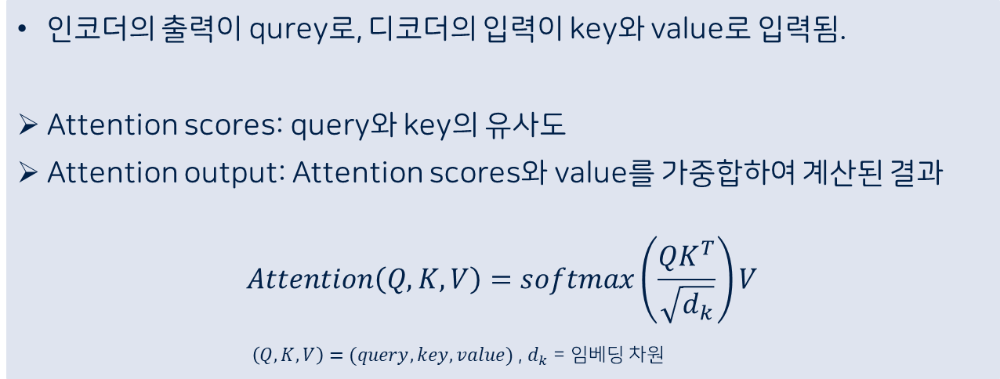 • 인코더의 출력이 qurey로, 디코더의 입력이 key와 value로 입력됨.
➢ Attention scores: query와 key의 유사도
➢ Attention output: Attention scores와 value를 가중합하여 계산된 결과
Attention(Q, K, V) = softmax(QK^T / √d_k)V
(Q, K, V) = (query, key, value) , d_k = 임베딩 차원